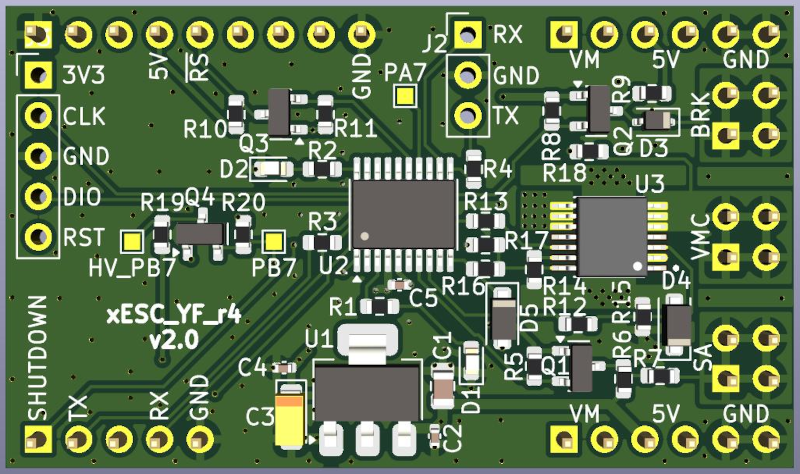 J2
RX
GND
TX
VM
5V
GND
5V
RS
GND
PA7
3V3
CLK
GND
DIO
RST
R10
Q3
R11
D2
R2
R4
R8
R9
Q2
D3
R18
BRK
U3
R19
Q4
R20
HV_PB7
PB7
R3
U2
R13
R17
R16
R14
C5
R1
VMC
xESC_YF_r4
v2.0
U1
C4
C3
C1
C2
D1
D5
R12
R5
Q1
R15
R6
R7
D4
SA
SHUTDOWN
TX
RX
GND
VM
5V
GND